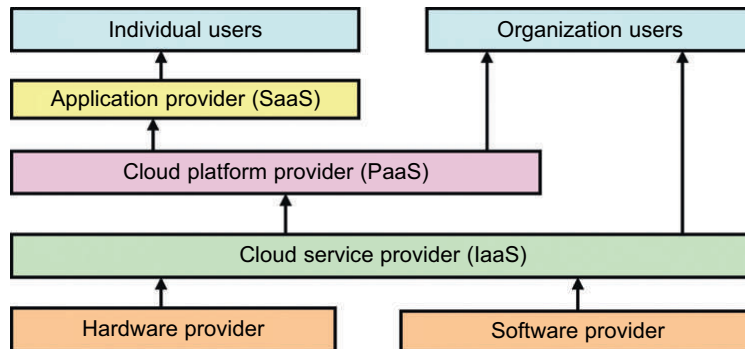 Individual users
Organization users
Application provider (SaaS)
Cloud platform provider (PaaS)
Cloud service provider (IaaS)
Hardware provider
Software provider